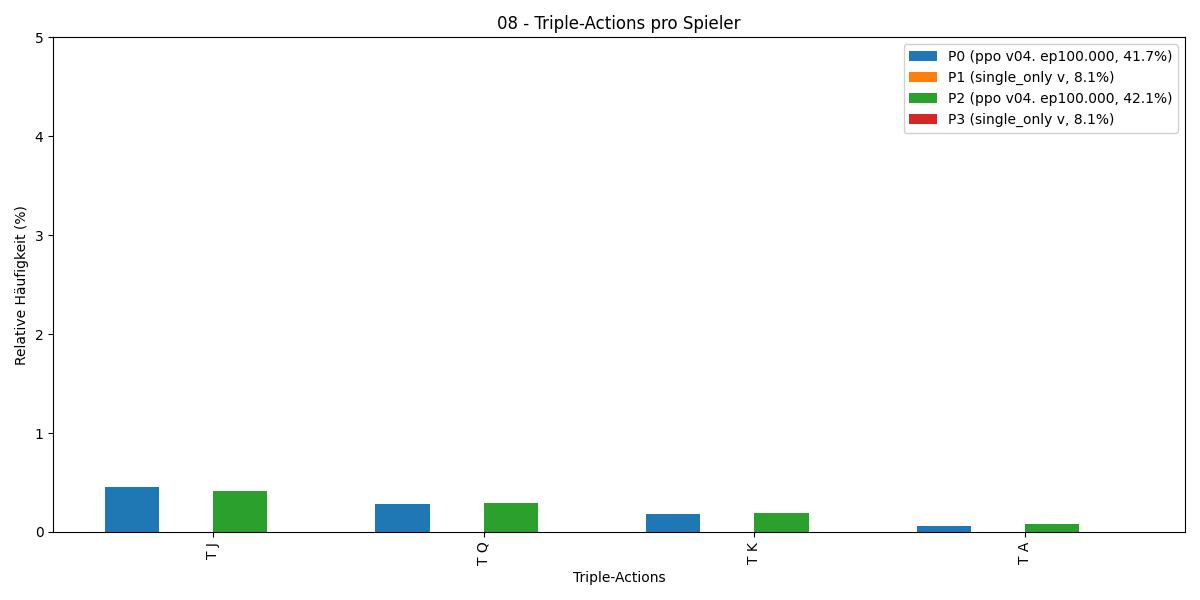 08 - Triple-Actions pro Spieler
P0 (ppo v04. ep100.000, 41.7%)
P1 (single_only v, 8.1%)
P2 (ppo v04. ep100.000, 42.1%)
P3 (single_only v, 8.1%)
Relative Häufigkeit (%)
5
4
3
2
1
0
T J
T Q
T K
T A
Triple-Actions